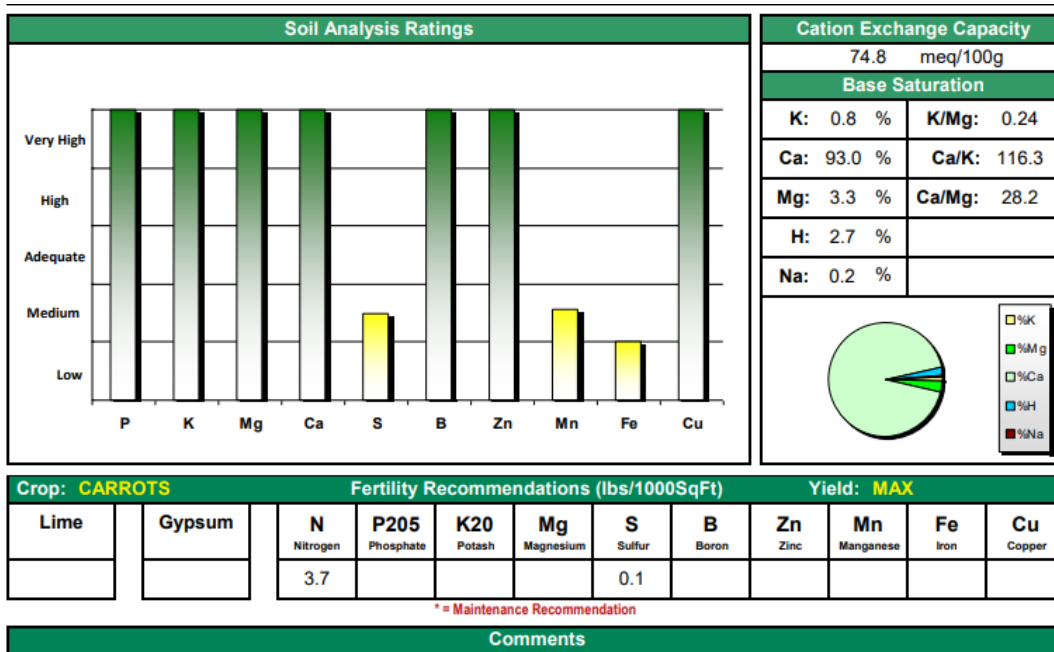 Soil Analysis Ratings
Very High
High
Adequate
Medium
Low
P K Mg Ca S B Zn Mn Fe Cu
Cation Exchange Capacity
74.8 meq/100g
Base Saturation
K: 0.8 % K/Mg: 0.24
Ca: 93.0 % Ca/K: 116.3
Mg: 3.3 % Ca/Mg: 28.2
H: 2.7 %
Na: 0.2 %
%K
%Mg
%Ca
%H
%Na
Crop: CARROTS Fertility Recommendations (lbs/1000SqFt) Yield: MAX
Lime Gypsum N P205 K20 Mg S B Zn Mn Fe Cu
Nitrogen Phosphate Potash Magnesium Sulfur Boron Zinc Manganese Iron Copper
3.7 0.1
* = Maintenance Recommendation
Comments